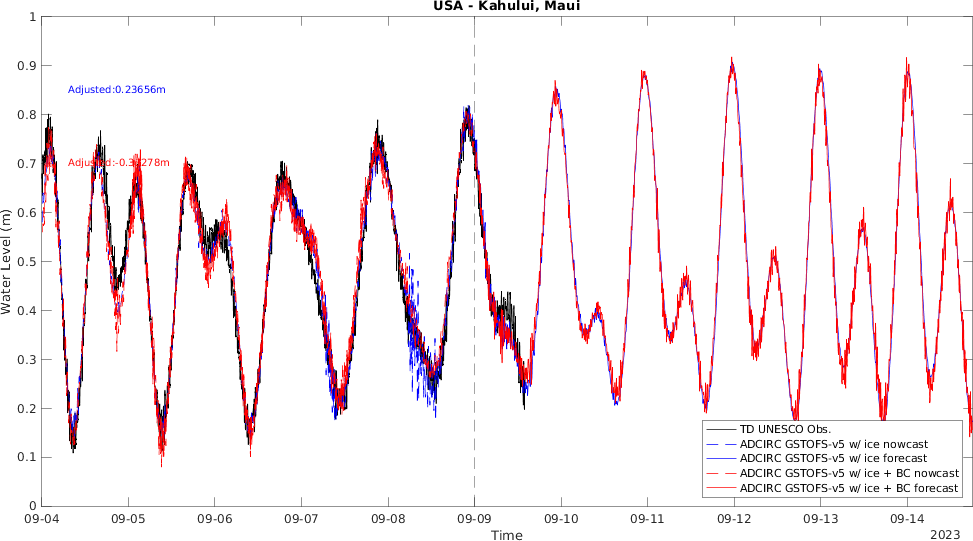 USA - Kahului, Maui
1
0.9
0.8
0.7
0.6
0.5
0.4
0.3
0.2
0.1
0
Water Level (m)
Adjusted:0.23656m
TD UNESCO Obs.
ADCIRC GSTOFS-v5 w/ ice nowcast
ADCIRC GSTOFS-v5 w/ ice forecast
ADCIRC GSTOFS-v5 w/ ice + BC nowcast
ADCIRC GSTOFS-v5 w/ ice + BC forecast
09-04 09-05 09-06 09-07 09-08 09-09 09-10 09-11 09-12 09-13 09-14
Time
2023